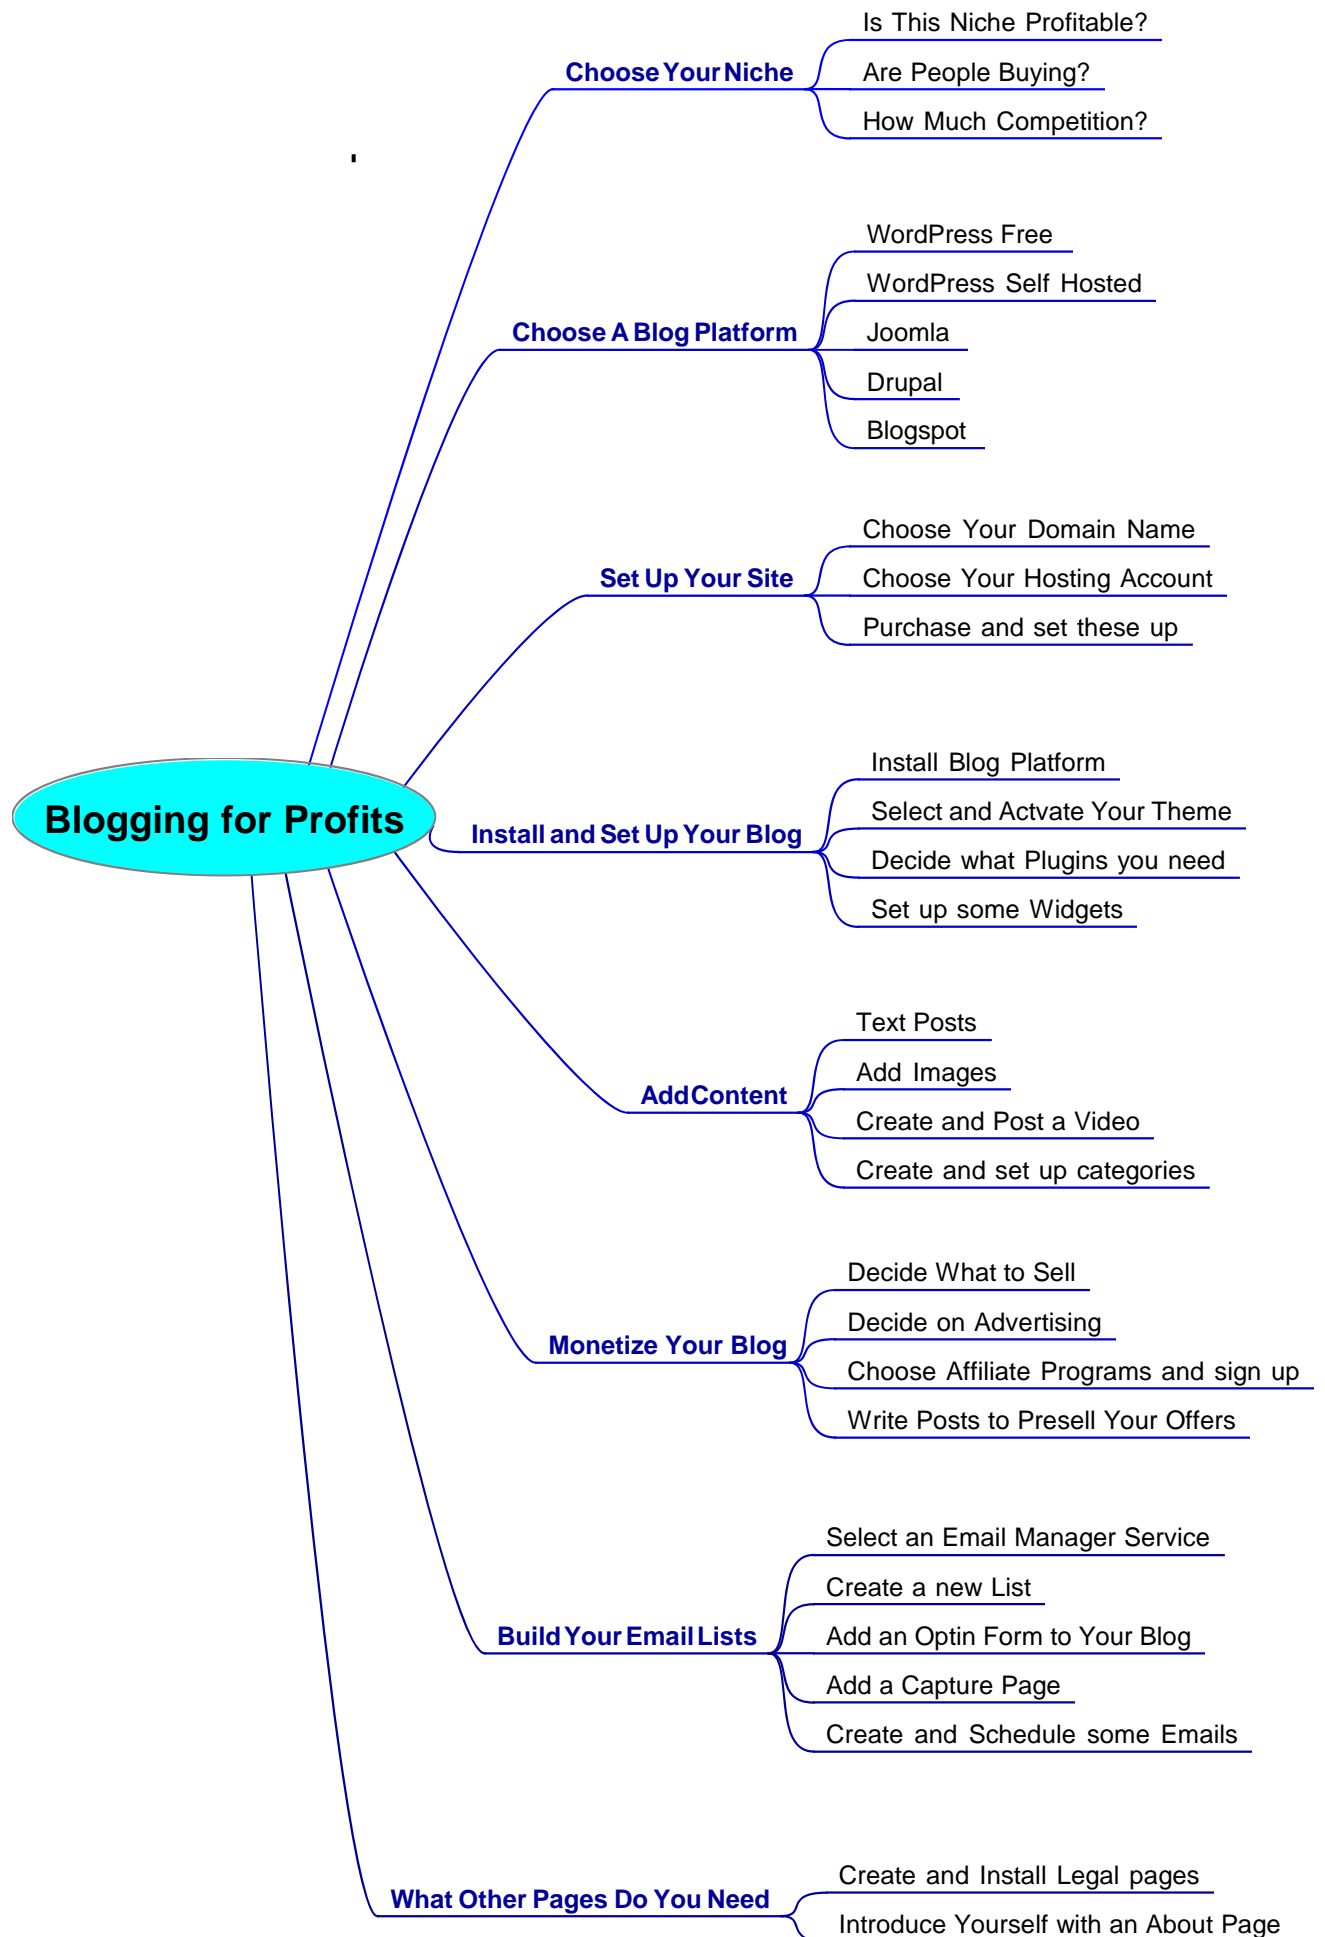 Blogging for Profits
Choose Your Niche
Is This Niche Profitable?
Are People Buying?
How Much Competition?
Choose A Blog Platform
WordPress Free
WordPress Self Hosted
Joomla
Drupal
Blogspot
Set Up Your Site
Choose Your Domain Name
Choose Your Hosting Account
Purchase and set these up
Install and Set Up Your Blog
Install Blog Platform
Select and Actvate Your Theme
Decide what Plugins you need
Set up some Widgets
Add Content
Text Posts
Add Images
Create and Post a Video
Create and set up categories
Monetize Your Blog
Decide What to Sell
Decide on Advertising
Choose Affiliate Programs and sign up
Write Posts to Presell Your Offers
Build Your Email Lists
Select an Email Manager Service
Create a new List
Add an Optin Form to Your Blog
Add a Capture Page
Create and Schedule some Emails
What Other Pages Do You Need
Create and Install Legal pages
Introduce Yourself with an About Page